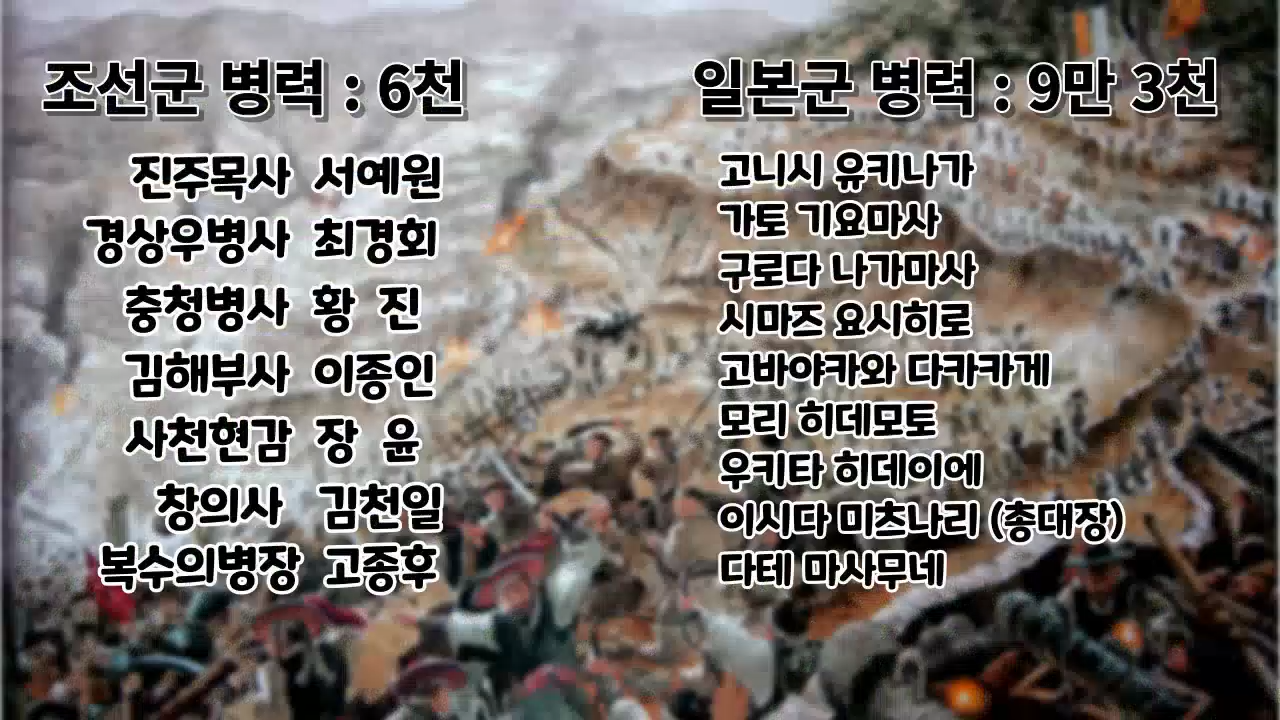 조선군 병력 : 6천
진주목사 서예원
경상우병사 최경회
충청병사 황 진
김해부사 이종인
사천현감 장 윤
창의사 김천일
복수의병장 고종후
일본군 병력 : 9만 3천
고니시 유키나가
가토 기요마사
구로다 나가마사
시마즈 요시히로
고바야카와 다카카게
모리 히데모토
우키타 히데이에
이시다 미츠나리 (총대장)
다테 마사무네